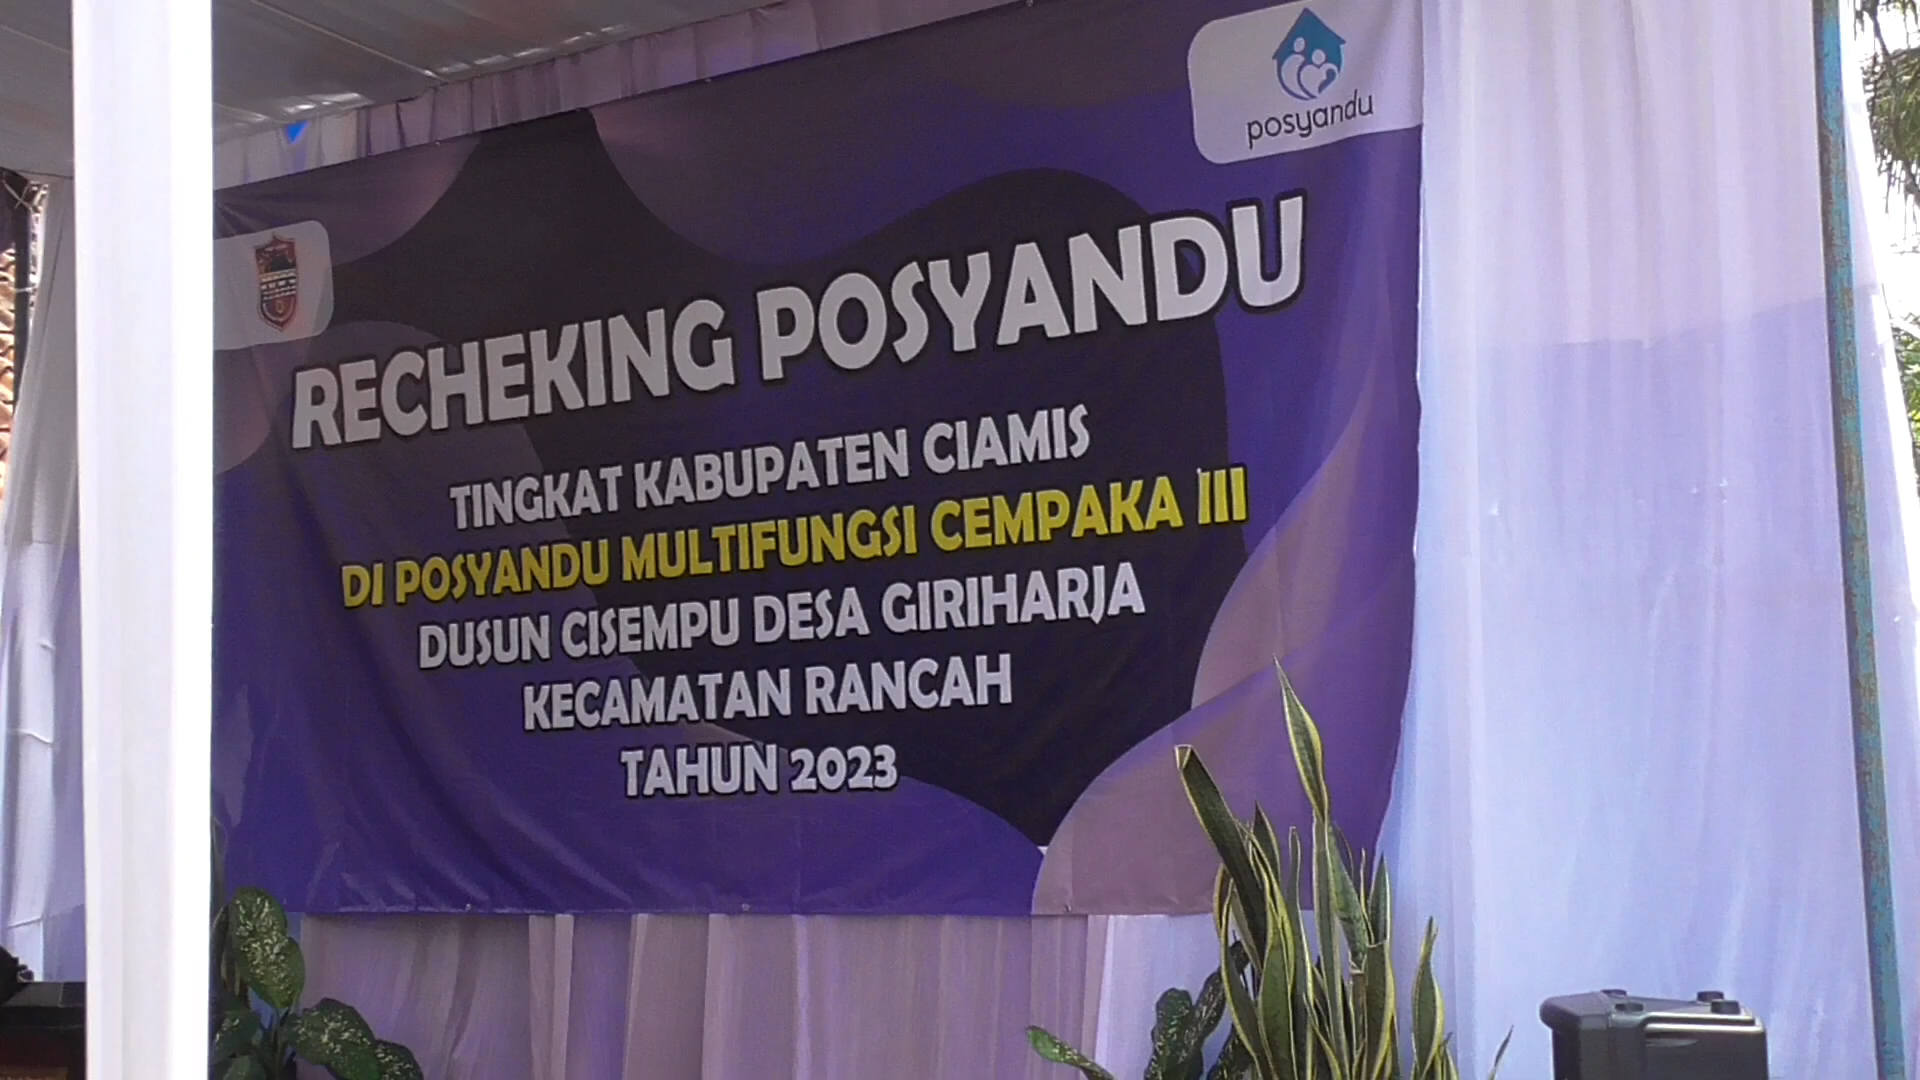 posyandu
RECHEKING POSYANDU
TINGKAT KABUPATEN CIAMIS
DI POSYANDU MULTIFUNGSI CEMPAKA III
DUSUN CISEMPU DESA GIRIHARJA
KECAMATAN RANCAH
TAHUN 2023